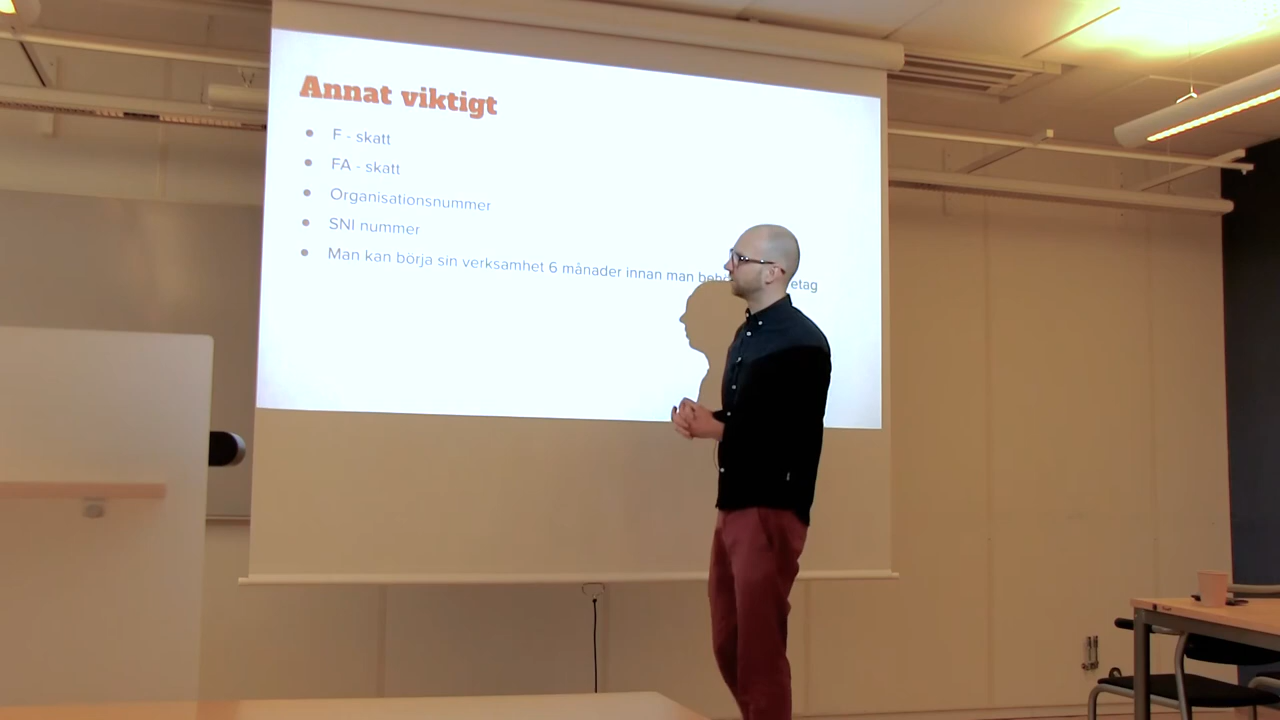 Annat viktigt
F - skatt
FA - skatt
Organisationsnummer
SNI nummer
Man kan börja sin verksamhet 6 månader innan man